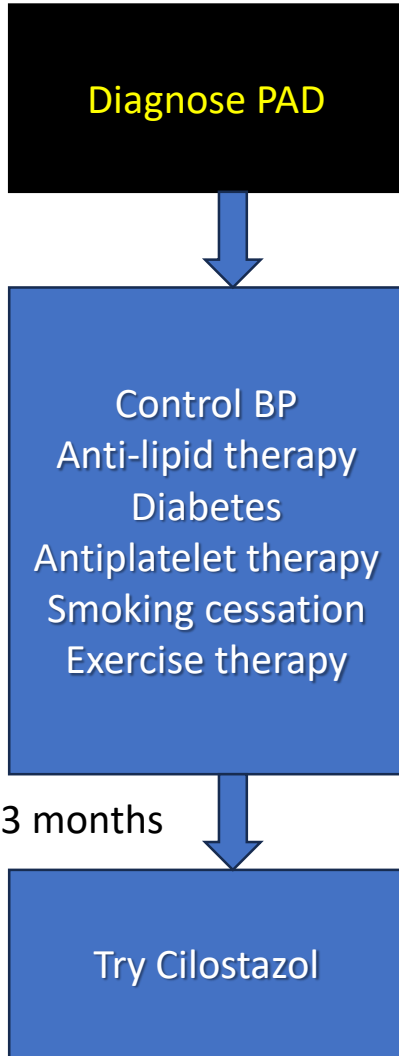 Diagnose PAD
Control BP
Anti-lipid therapy
Diabetes
Antiplatelet therapy
Smoking cessation
Exercise therapy
3 months
Try Cilostazol